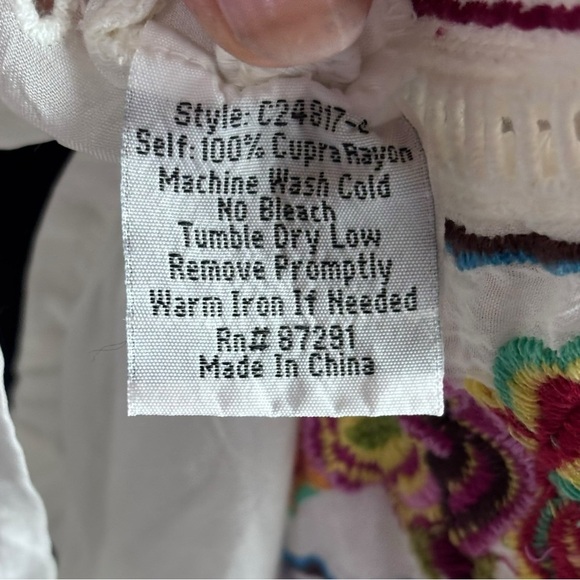 Style: C24817-2
Self: 100% Cupra Rayon
Machine Wash Cold
No Bleach
Tumble Dry Low
Remove Promptly
Warm Iron If Needed
Rn# 87291
Made In China